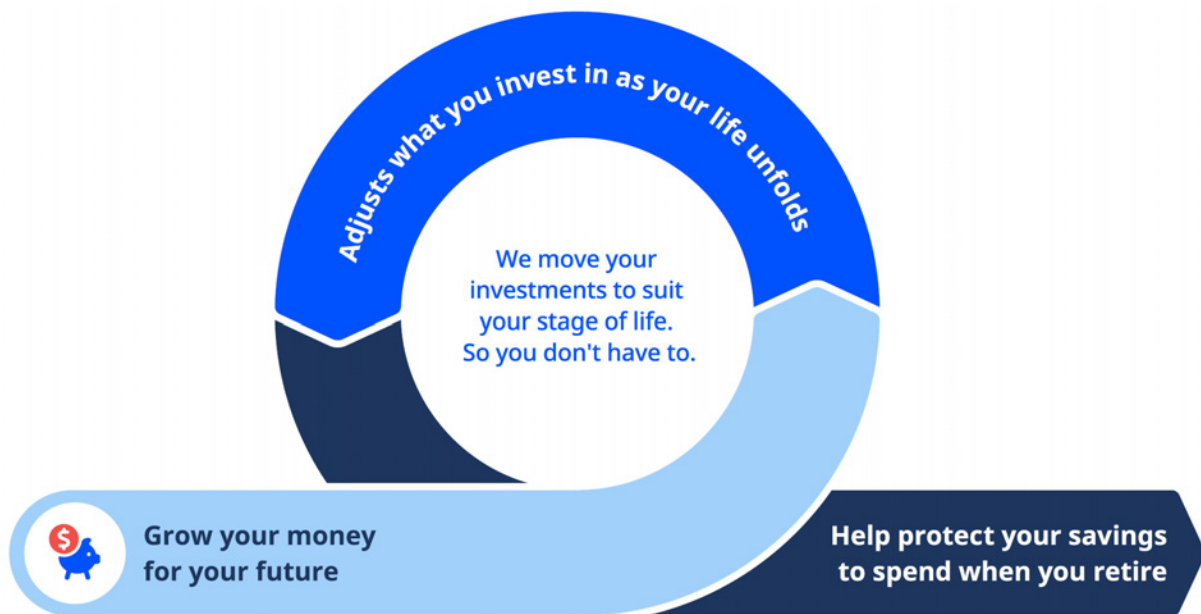 Adjusts what you invest in as your life unfolds
We move your
investments to suit
your stage of life.
So you don't have to.
$
Grow your money
for your future
Help protect your savings
to spend when you retire